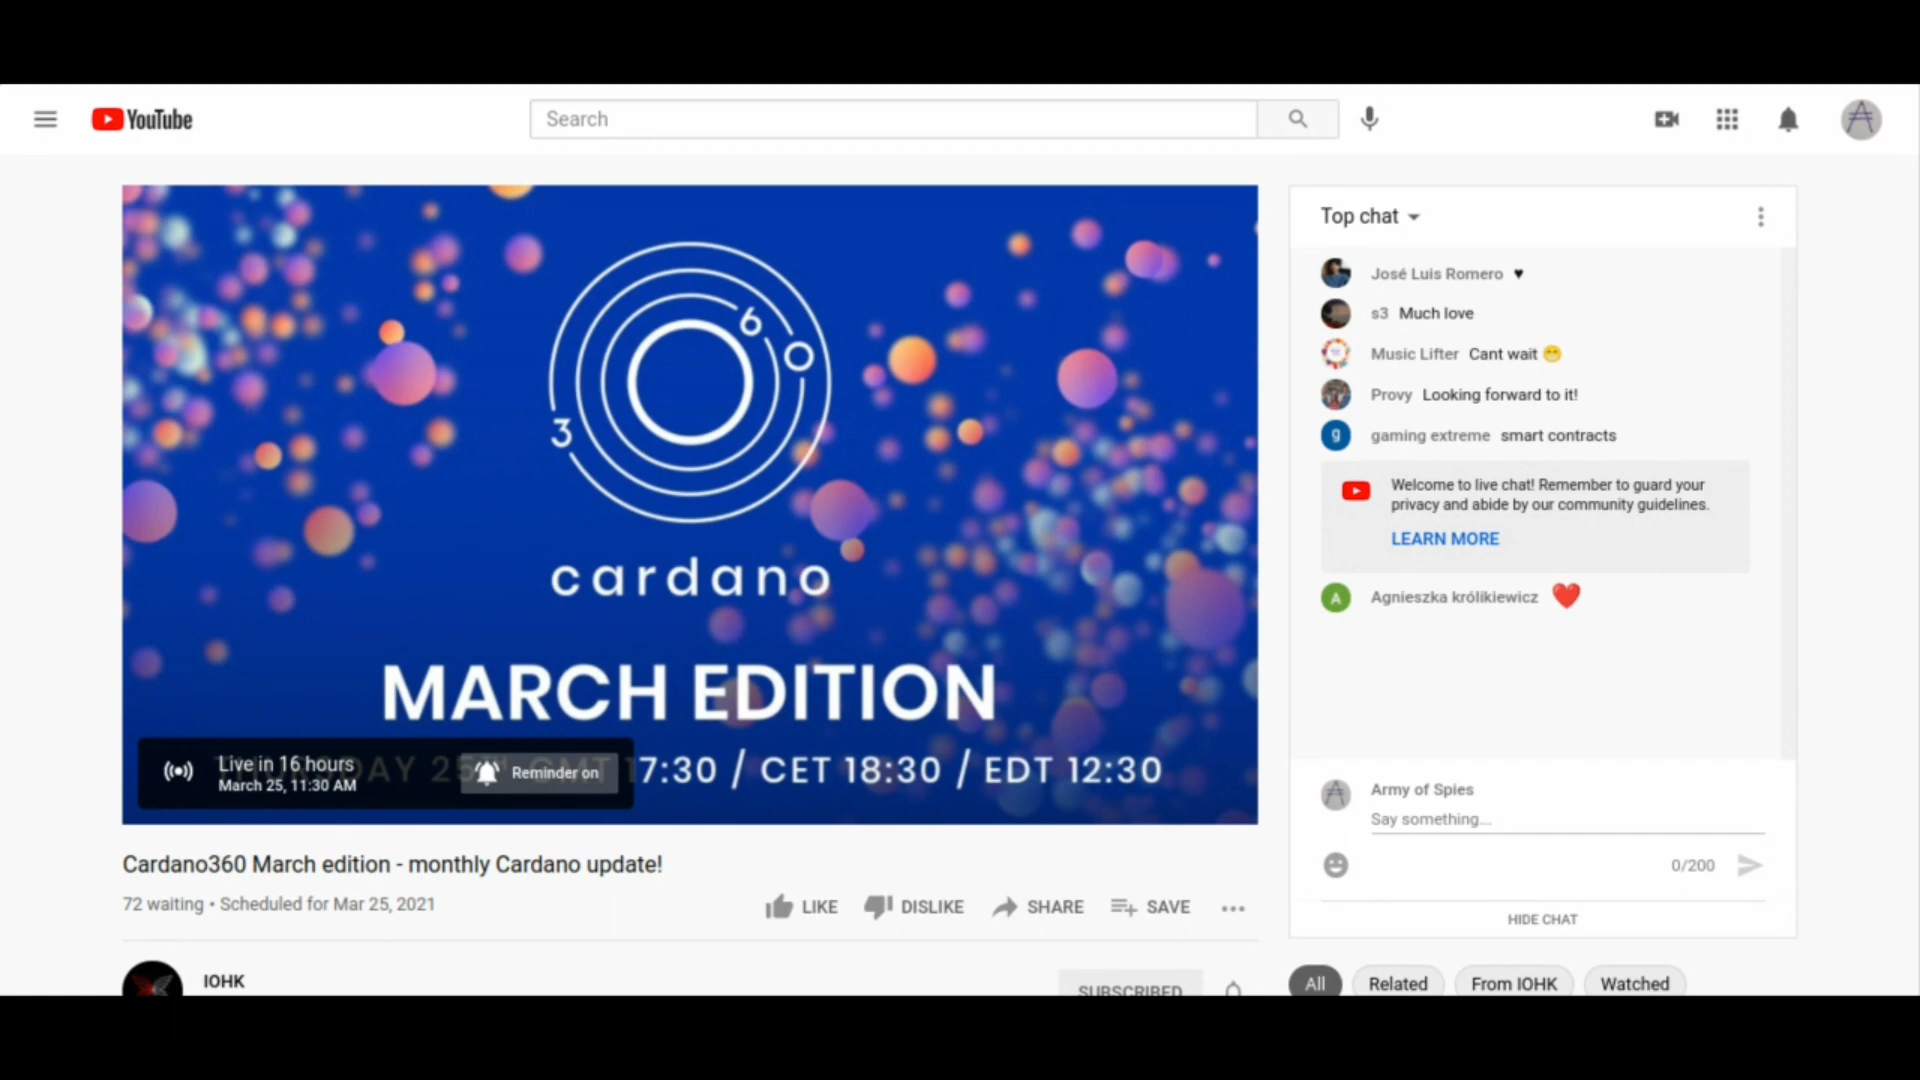 YouTube
Search
3
6
0
cardano
MARCH EDITION
17:30 / CET 18:30 / EDT 12:30
Live in 16 hours
March 25, 11:30 AM
Reminder on
Cardano360 March edition - monthly Cardano update!
72 waiting • Scheduled for Mar 25, 2021
LIKE
DISLIKE
SHARE
SAVE
IOHK
SUBSCRIBED
Top chat
José Luis Romero ♥
s3 Much love
Music Lifter Cant wait 😁
Provy Looking forward to it!
g
gaming extreme smart contracts
Welcome to live chat! Remember to guard your
privacy and abide by our community guidelines.
LEARN MORE
A
Agnieszka królikiewicz ❤️
Army of Spies
Say something...
0/200
HIDE CHAT
All
Related
From IOHK
Watched